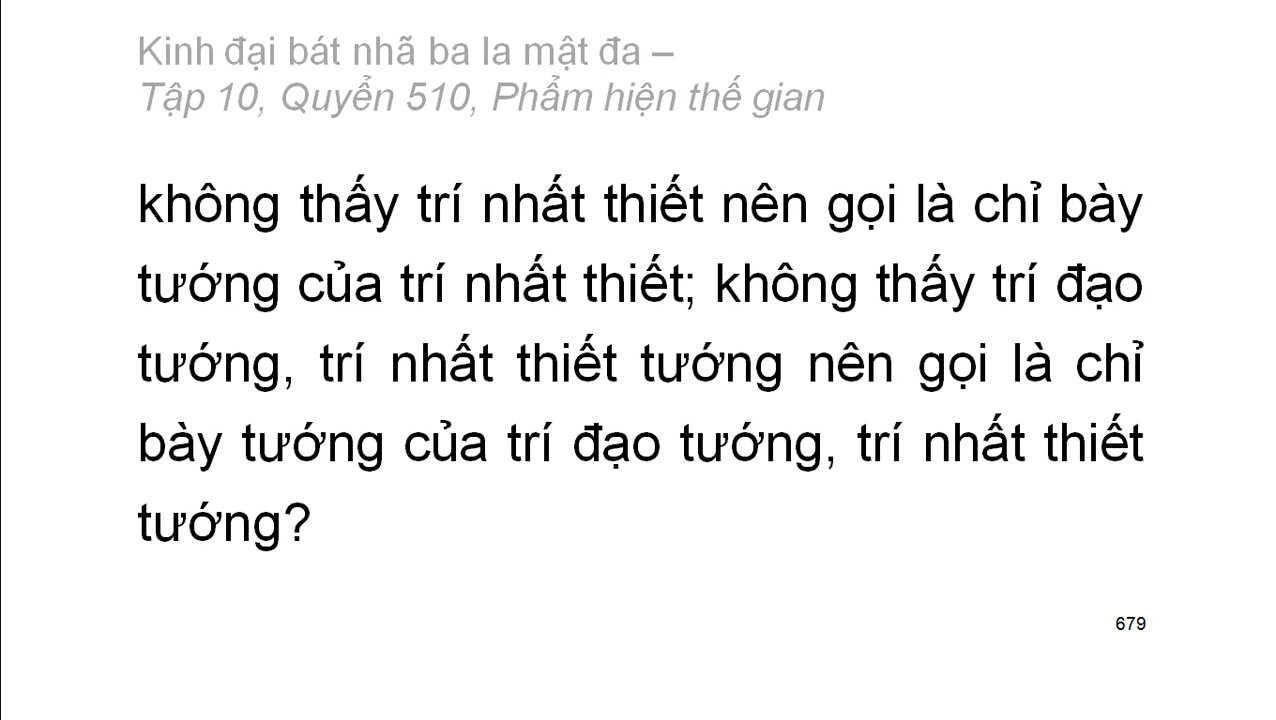 Kinh đại bát nhã ba la mật đa –
Tập 10, Quyển 510, Phẩm hiện thế gian
không thấy trí nhất thiết nên gọi là chỉ bày
tướng của trí nhất thiết; không thấy trí đạo
tướng, trí nhất thiết tướng nên gọi là chỉ
bày tướng của trí đạo tướng, trí nhất thiết
tướng?
679